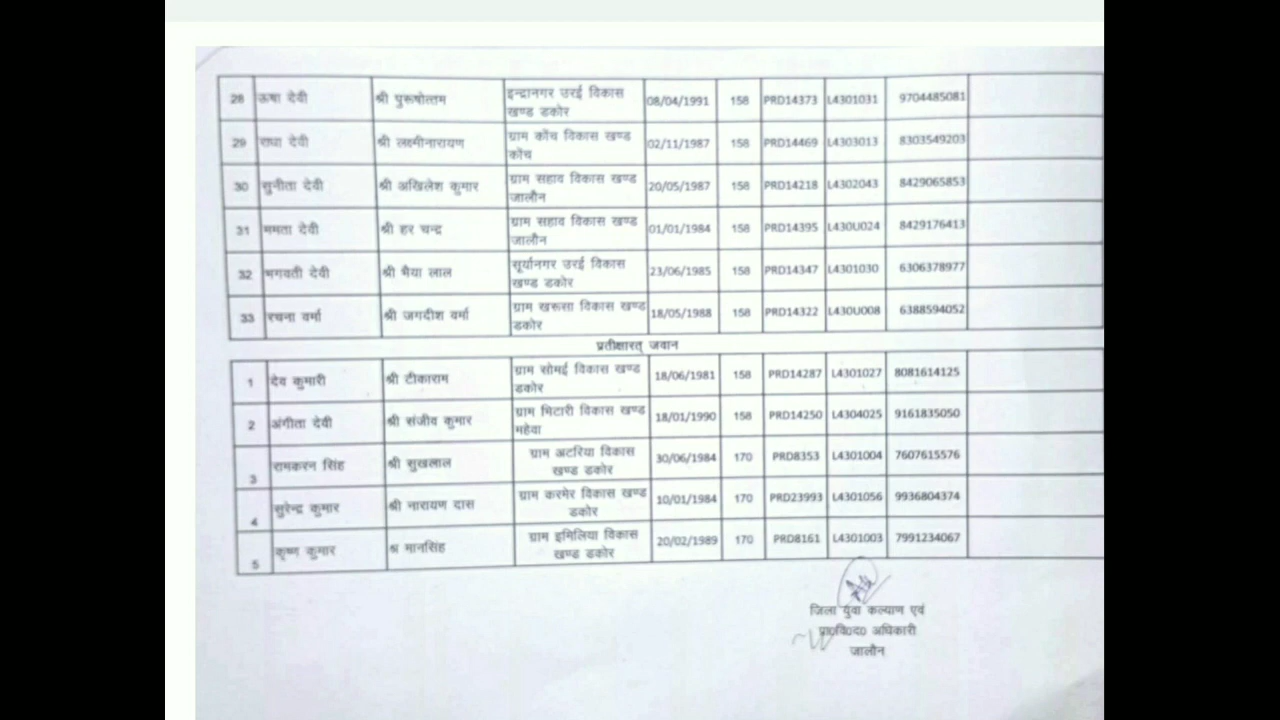 28 ऊषा देवी श्री पुरूषोत्तम इन्द्रानगर उरई विकास खण्ड डकोर 08/04/1991 158 PRD14373 L4301031 9704485081
29 राधा देवी श्री लक्ष्मीनारायण ग्राम कोंच विकास खण्ड कोंच 02/11/1987 158 PRD14469 L4303013 8303549203
30 सुनीता देवी श्री अखिलेश कुमार ग्राम सहाव विकास खण्ड जालौन 20/05/1987 158 PRD14218 L4302043 8429065853
31 ममता देवी श्री हर चन्द्र ग्राम सहाव विकास खण्ड जालौन 01/01/1984 158 PRD14395 L430U024 8429176413
32 भगवती देवी श्री भैया लाल सूर्यानगर उरई विकास खण्ड डकोर 23/06/1985 158 PRD14347 L4301030 6306378977
33 रचना वर्मा श्री जगदीश वर्मा ग्राम खरूसा विकास खण्ड डकोर 18/05/1988 158 PRD14322 L430U008 6388594052
प्रतीक्षारत् जवान
1 देव कुमारी श्री टीकाराम ग्राम सोमई विकास खण्ड डकोर 18/06/1981 158 PRD14287 L4301027 8081614125
2 अंगीता देवी श्री संजीव कुमार ग्राम भिटारी विकास खण्ड महेवा 18/01/1990 158 PRD14250 L4304025 9161835050
3 रामकरन सिंह श्री सुखलाल ग्राम अटरिया विकास खण्ड डकोर 30/06/1984 170 PRD8353 L4301004 7607615576
4 सुरेन्द्र कुमार श्री नारायण दास ग्राम करमेर विकास खण्ड डकोर 10/01/1984 170 PRD23993 L4301056 9936804374
5 कृष्ण कुमार श्र मानसिंह ग्राम इमिलिया विकास खण्ड डकोर 20/02/1989 170 PRD8161 L4301003 7991234067
जिला युवा कल्याण एवं
प्रा0वि0द0 अधिकारी
जालौन